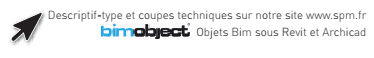 Descriptif-type et coupes techniques sur notre site www.spm.fr
bimobject® Objets Bim sous Revit et Archicad